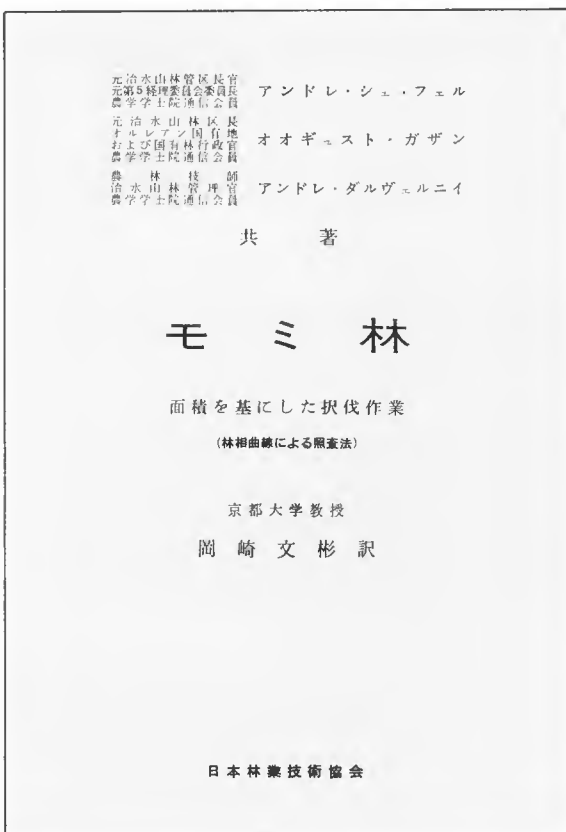 元治水山林管区長官
元第5経理委員会委員長
農学学士院通信会員
アンドレ・シェ・フェル
元治水山林区長
オルレアン国有地
および国有林行政官
農学学士院通信会員
オオギュスト・ガザン
農林技師
治水山林管理官
農学学士院通信会員
アンドレ・ダルヴェルニイ
共著
モミ林
面積を基にした択伐作業
(林相曲線による照査法)
京都大学教授
岡崎文彬訳
日本林業技術協会